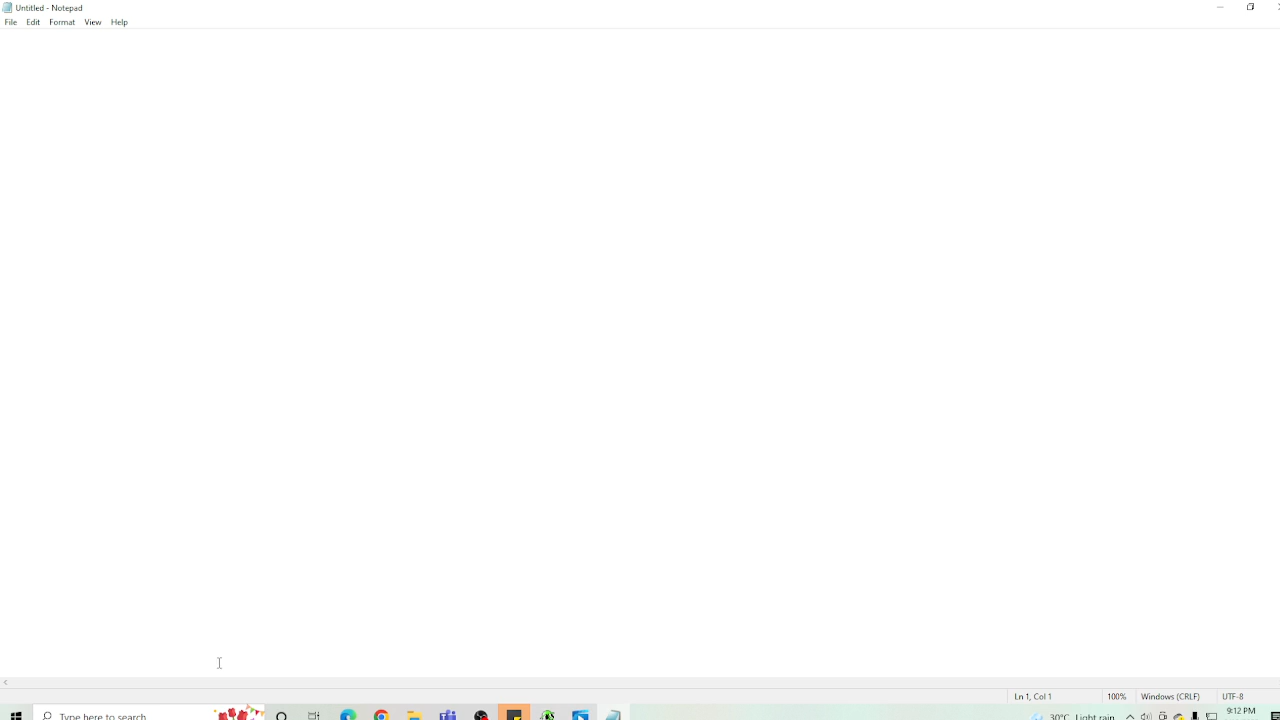 Untitled - Notepad
File Edit Format View Help
Ln 1, Col 1 100% Windows (CRLF) UTF-8
Type here to search 30°C Light rain 9:12 PM